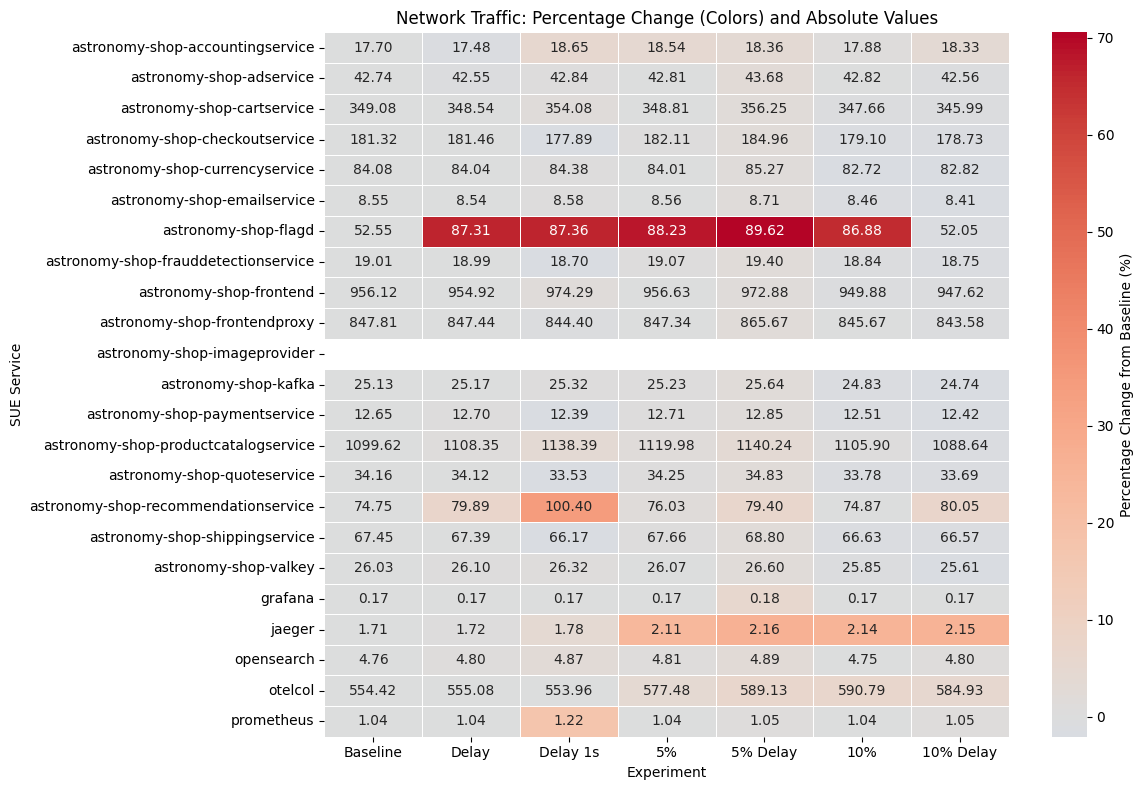 Network Traffic: Percentage Change (Colors) and Absolute Values
astronomy-shop-accountingservice 17.70 17.48 18.65 18.54 18.36 17.88 18.33
astronomy-shop-adservice 42.74 42.55 42.84 42.81 43.68 42.82 42.56
astronomy-shop-cartservice 349.08 348.54 354.08 348.81 356.25 347.66 345.99
astronomy-shop-checkoutservice 181.32 181.46 177.89 182.11 184.96 179.10 178.73
astronomy-shop-currencyservice 84.08 84.04 84.38 84.01 85.27 82.72 82.82
astronomy-shop-emailservice 8.55 8.54 8.58 8.56 8.71 8.46 8.41
astronomy-shop-flagd 52.55 87.31 87.36 88.23 89.62 86.88 52.05
astronomy-shop-frauddetectionservice 19.01 18.99 18.70 19.07 19.40 18.84 18.75
astronomy-shop-frontend 956.12 954.92 974.29 956.63 972.88 949.88 947.62
astronomy-shop-frontendproxy 847.81 847.44 844.40 847.34 865.67 845.67 843.58
astronomy-shop-imageprovider
astronomy-shop-kafka 25.13 25.17 25.32 25.23 25.64 24.83 24.74
astronomy-shop-paymentservice 12.65 12.70 12.39 12.71 12.85 12.51 12.42
astronomy-shop-productcatalogservice 1099.62 1108.35 1138.39 1119.98 1140.24 1105.90 1088.64
astronomy-shop-quoteservice 34.16 34.12 33.53 34.25 34.83 33.78 33.69
astronomy-shop-recommendationservice 74.75 79.89 100.40 76.03 79.40 74.87 80.05
astronomy-shop-shippingservice 67.45 67.39 66.17 67.66 68.80 66.63 66.57
astronomy-shop-valkey 26.03 26.10 26.32 26.07 26.60 25.85 25.61
grafana 0.17 0.17 0.17 0.17 0.18 0.17 0.17
jaeger 1.71 1.72 1.78 2.11 2.16 2.14 2.15
opensearch 4.76 4.80 4.87 4.81 4.89 4.75 4.80
otelcol 554.42 555.08 553.96 577.48 589.13 590.79 584.93
prometheus 1.04 1.04 1.22 1.04 1.05 1.04 1.05
Baseline Delay Delay 1s 5% 5% Delay 10% 10% Delay
Experiment
SUE Service
70
60
50
40
30
20
10
0
Percentage Change from Baseline (%)